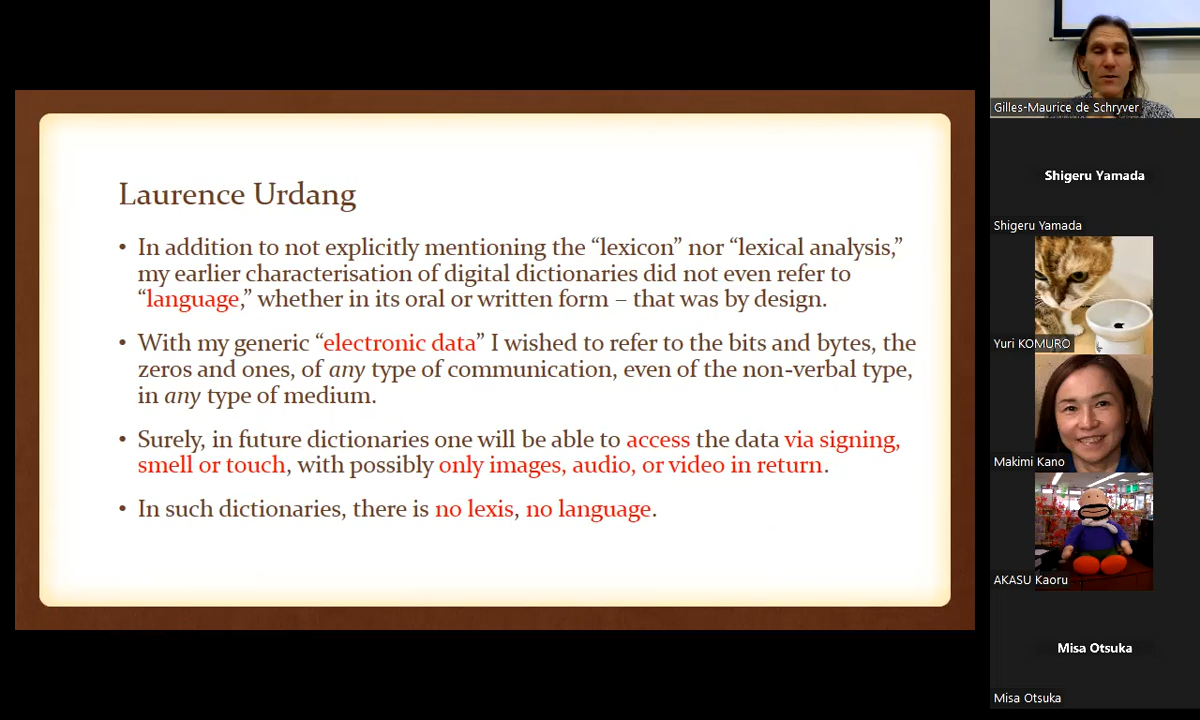 Laurence Urdang
• In addition to not explicitly mentioning the “lexicon” nor “lexical analysis,”
my earlier characterisation of digital dictionaries did not even refer to
“language,” whether in its oral or written form – that was by design.
• With my generic “electronic data” I wished to refer to the bits and bytes, the
zeros and ones, of any type of communication, even of the non-verbal type,
in any type of medium.
• Surely, in future dictionaries one will be able to access the data via signing,
smell or touch, with possibly only images, audio, or video in return.
• In such dictionaries, there is no lexis, no language.
Gilles-Maurice de Schryver
Shigeru Yamada
Shigeru Yamada
Yuri KOMURO
Makimi Kano
AKASU Kaoru
Misa Otsuka
Misa Otsuka